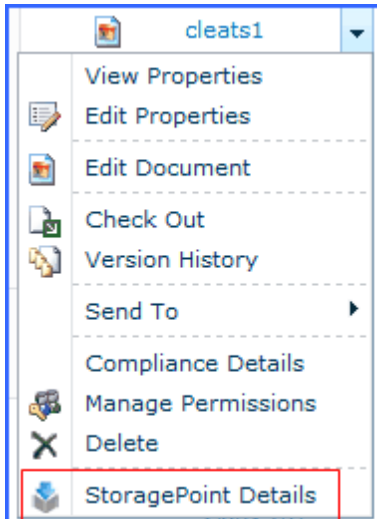 cleats1
View Properties
Edit Properties
Edit Document
Check Out
Version History
Send To
Compliance Details
Manage Permissions
Delete
StoragePoint Details